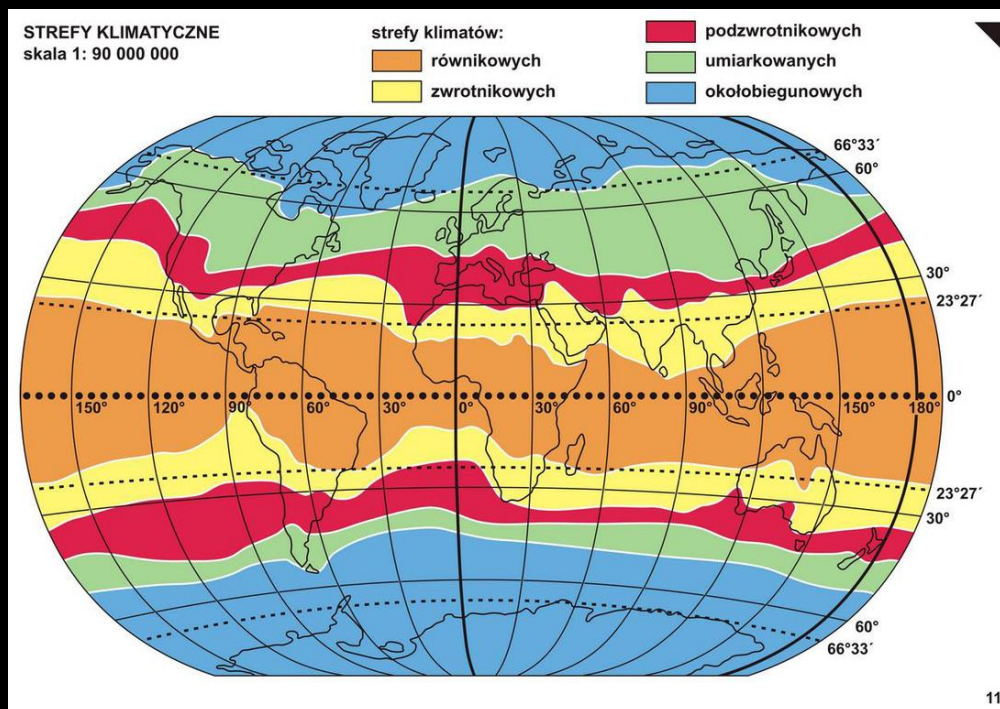 STREFY KLIMATYCZNE
skala 1: 90 000 000
strefy klimatów:
równikowych
zwrotnikowych
podzwrotnikowych
umiarkowanych
okołobiegunowych
66°33´
60°
30°
23°27´
0°
150° 120° 90° 60° 30° 0° 30° 60° 90° 150° 180°
23°27´
30°
60°
66°33´
11